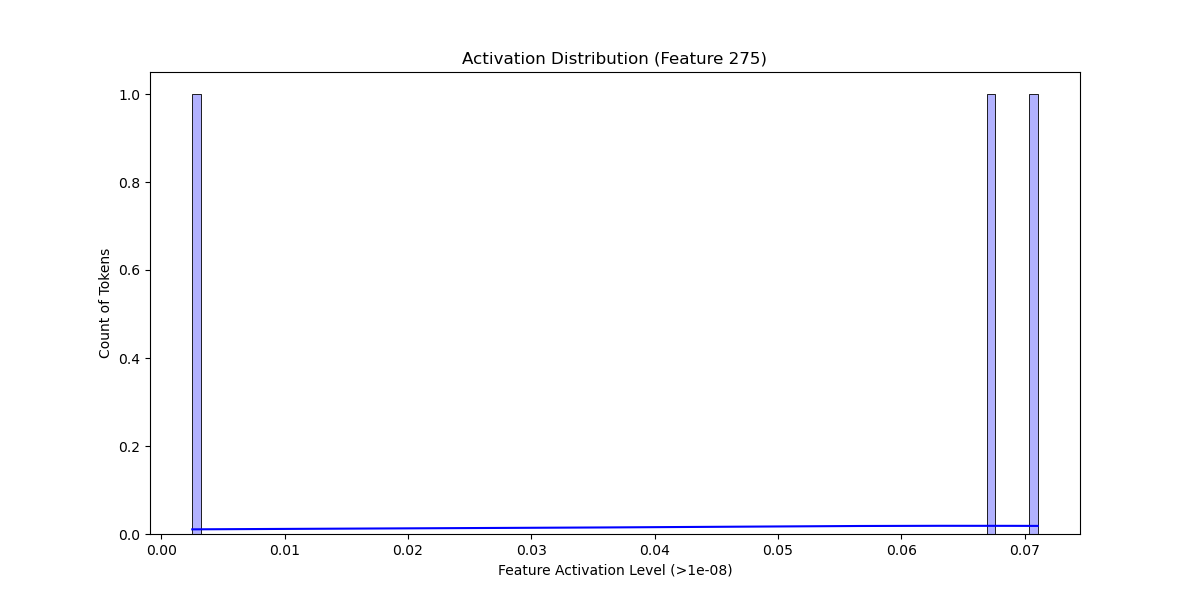 Activation Distribution (Feature 275)
1.0
0.8
0.6
0.4
0.2
0.0
Count of Tokens
0.00 0.01 0.02 0.03 0.04 0.05 0.06 0.07
Feature Activation Level (>1e-08)